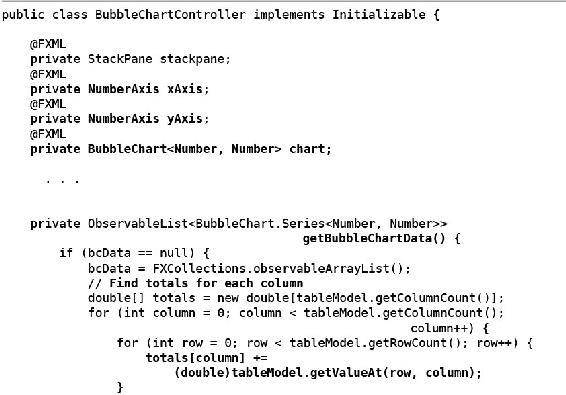 public class BubbleChartController implements Initializable {
@FXML
private StackPane stackpane;
@FXML
private NumberAxis xAxis;
@FXML
private NumberAxis yAxis;
@FXML
private BubbleChart<Number, Number> chart;
. . .
private ObservableList<BubbleChart.Series<Number, Number>>
getBubbleChartData() {
if (bcData == null) {
bcData = FXCollections.observableArrayList();
// Find totals for each column
double[] totals = new double[tableModel.getColumnCount()];
for (int column = 0; column < tableModel.getColumnCount();
column++) {
for (int row = 0; row < tableModel.getRowCount(); row++) {
totals[column] +=
(double)tableModel.getValueAt(row, column);
}